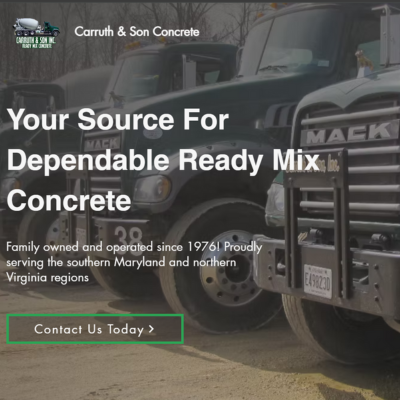 CARRUTH & SON INC.
READY MIX CONCRETE
Carruth & Son Concrete
Your Source For
Dependable Ready Mix
Concrete
MACK
MACK
38
Family owned and operated since 1976! Proudly
serving the southern Maryland and northern
Virginia regions
Contact Us Today >